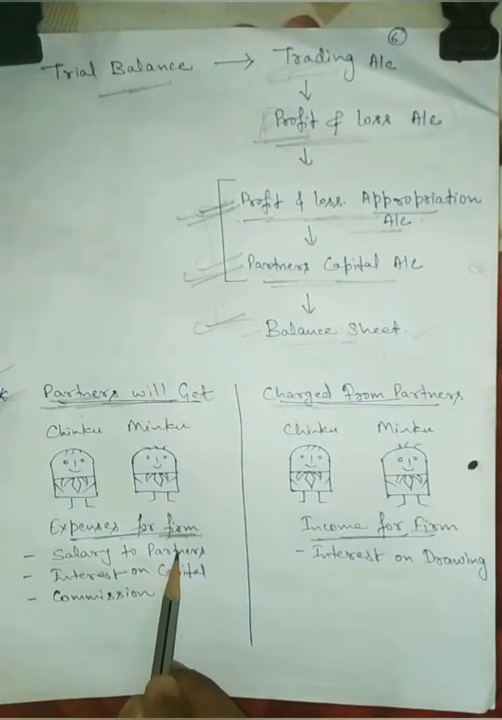 6
Trial Balance → Trading A/c
↓
Profit & loss A/c
↓
Profit & loss. Appropriation
A/c.
↓
Partners Capital A/c
↓
Balance Sheet.
Partners will Get
Chinku Minku
Expenses for firm
- Salary to Partners
- Interest on Capital
- Commission
Charged From Partners
Chinku Minku
Income for Firm
- Interest on Drawing